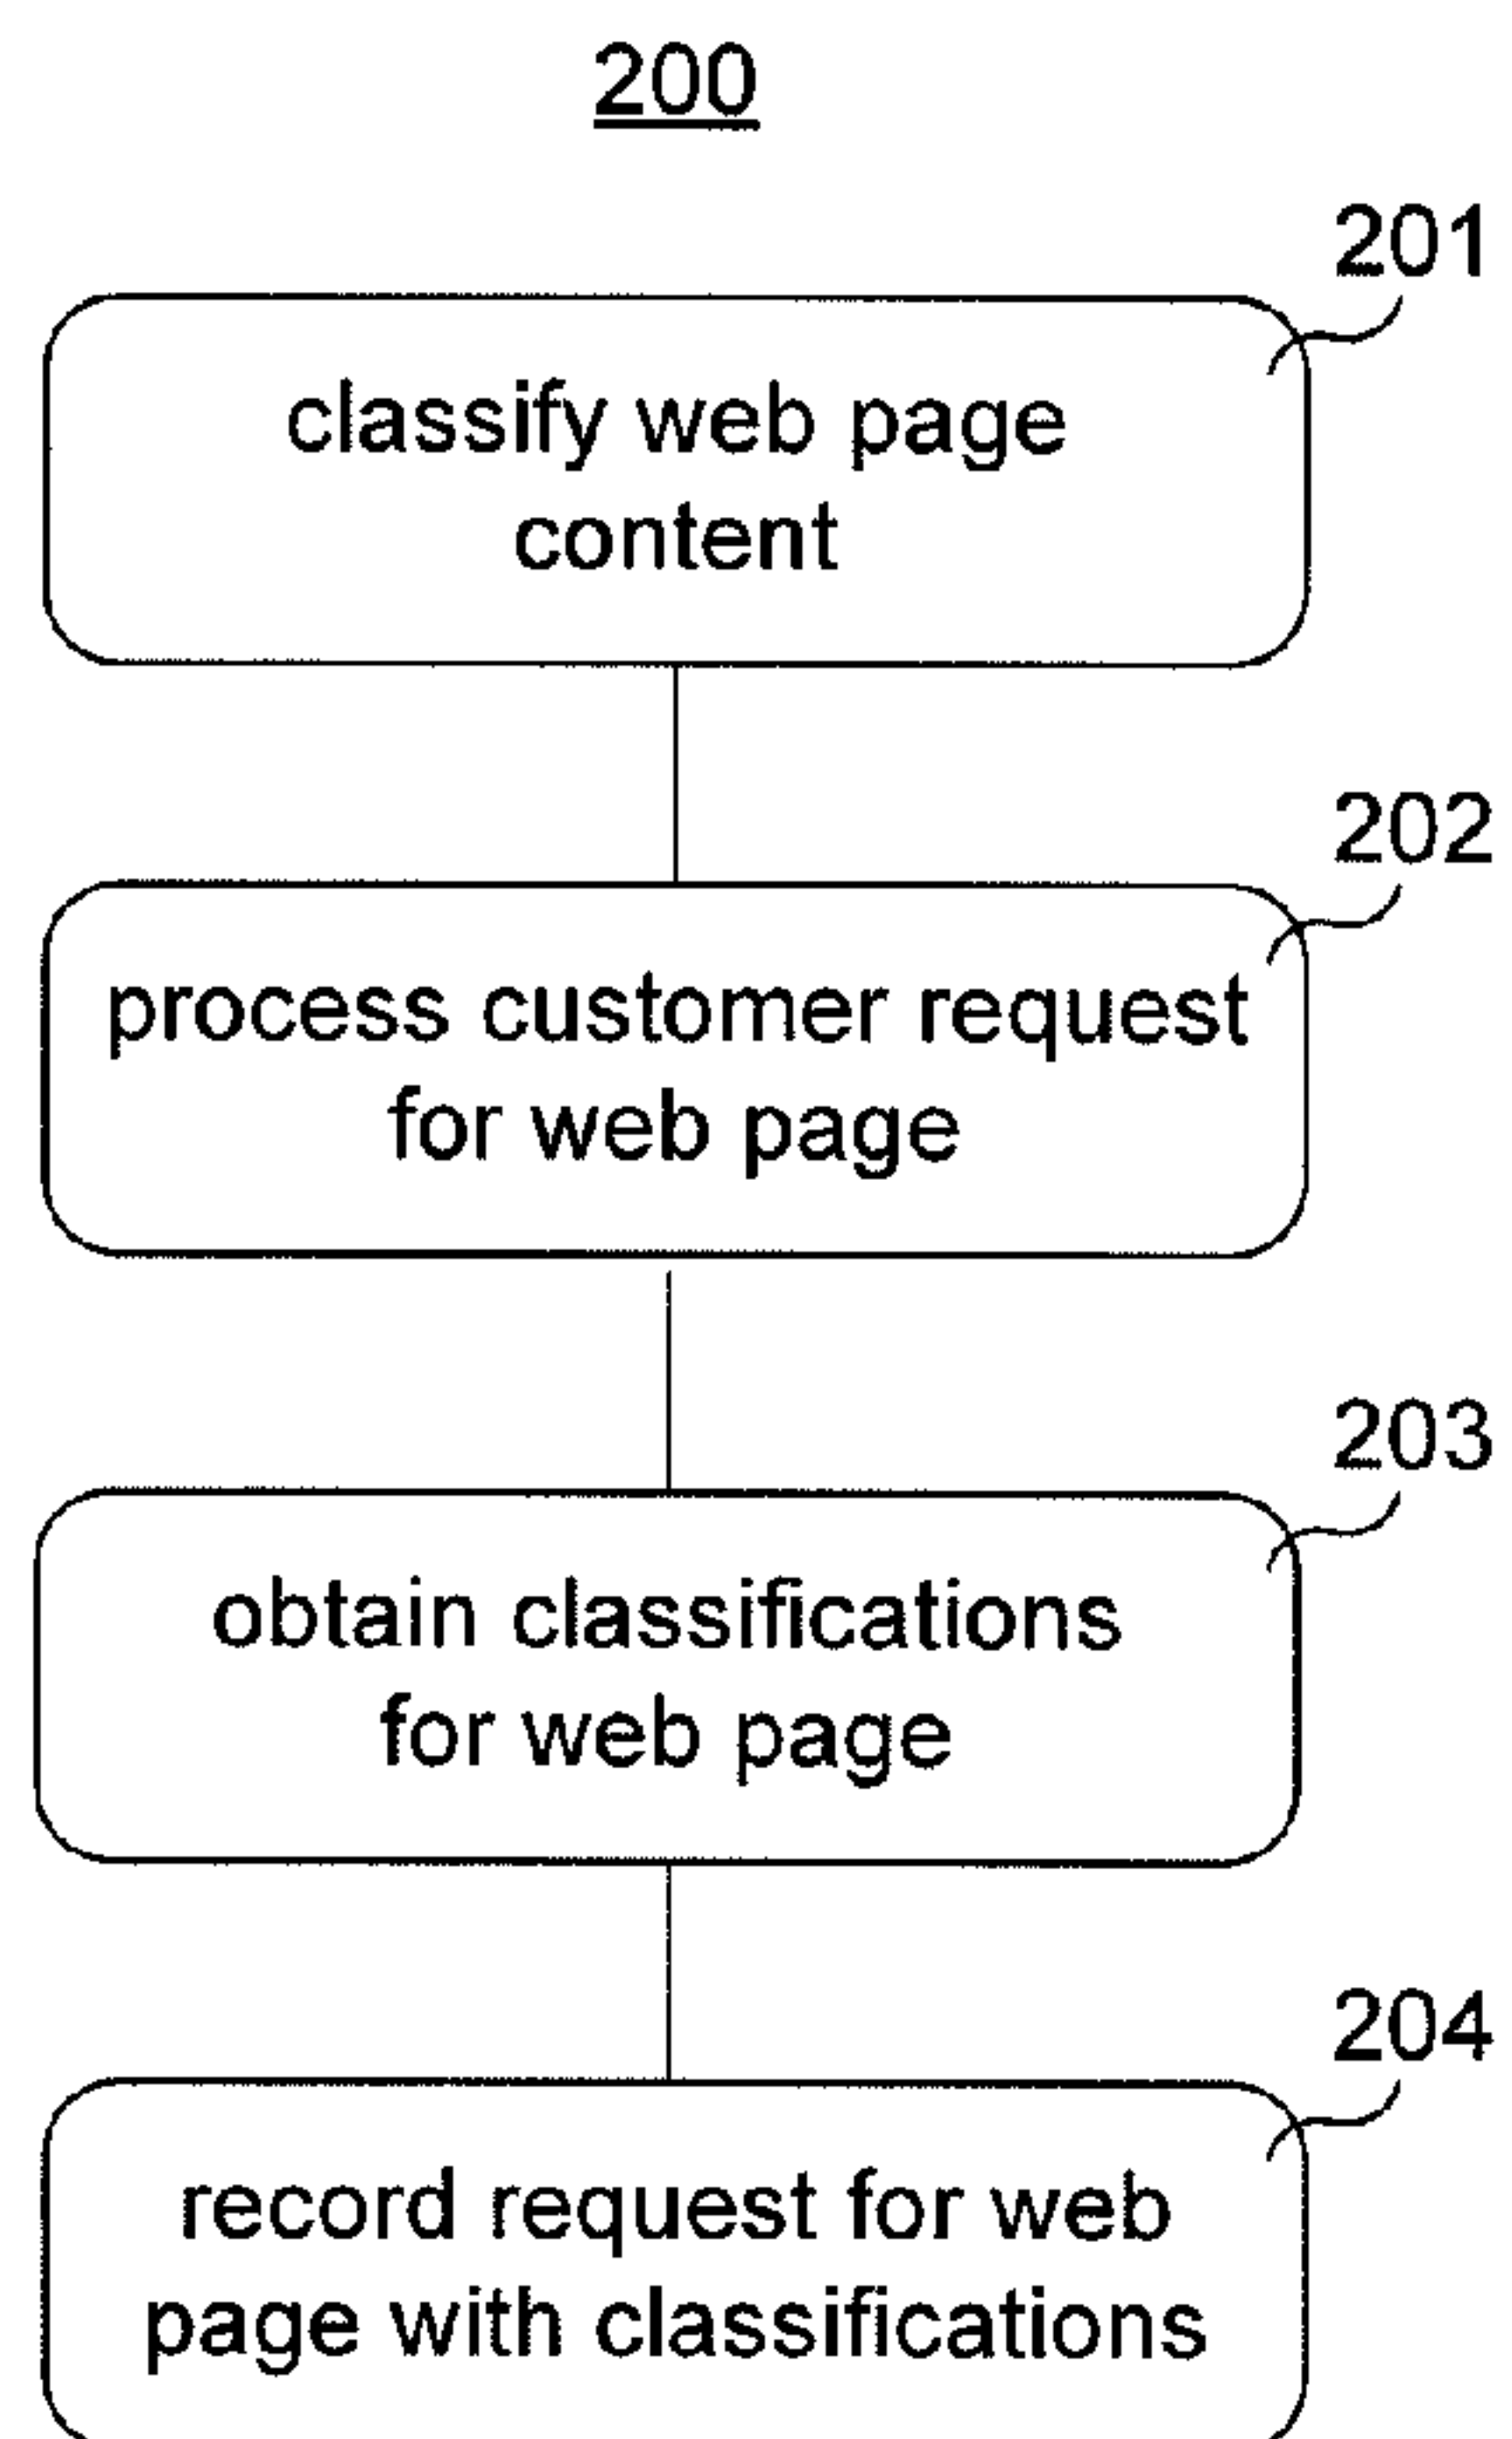 200
201
classify web page
content
202
process customer request
for web page
203
obtain classifications
for web page
204
record request for web
page with classifications